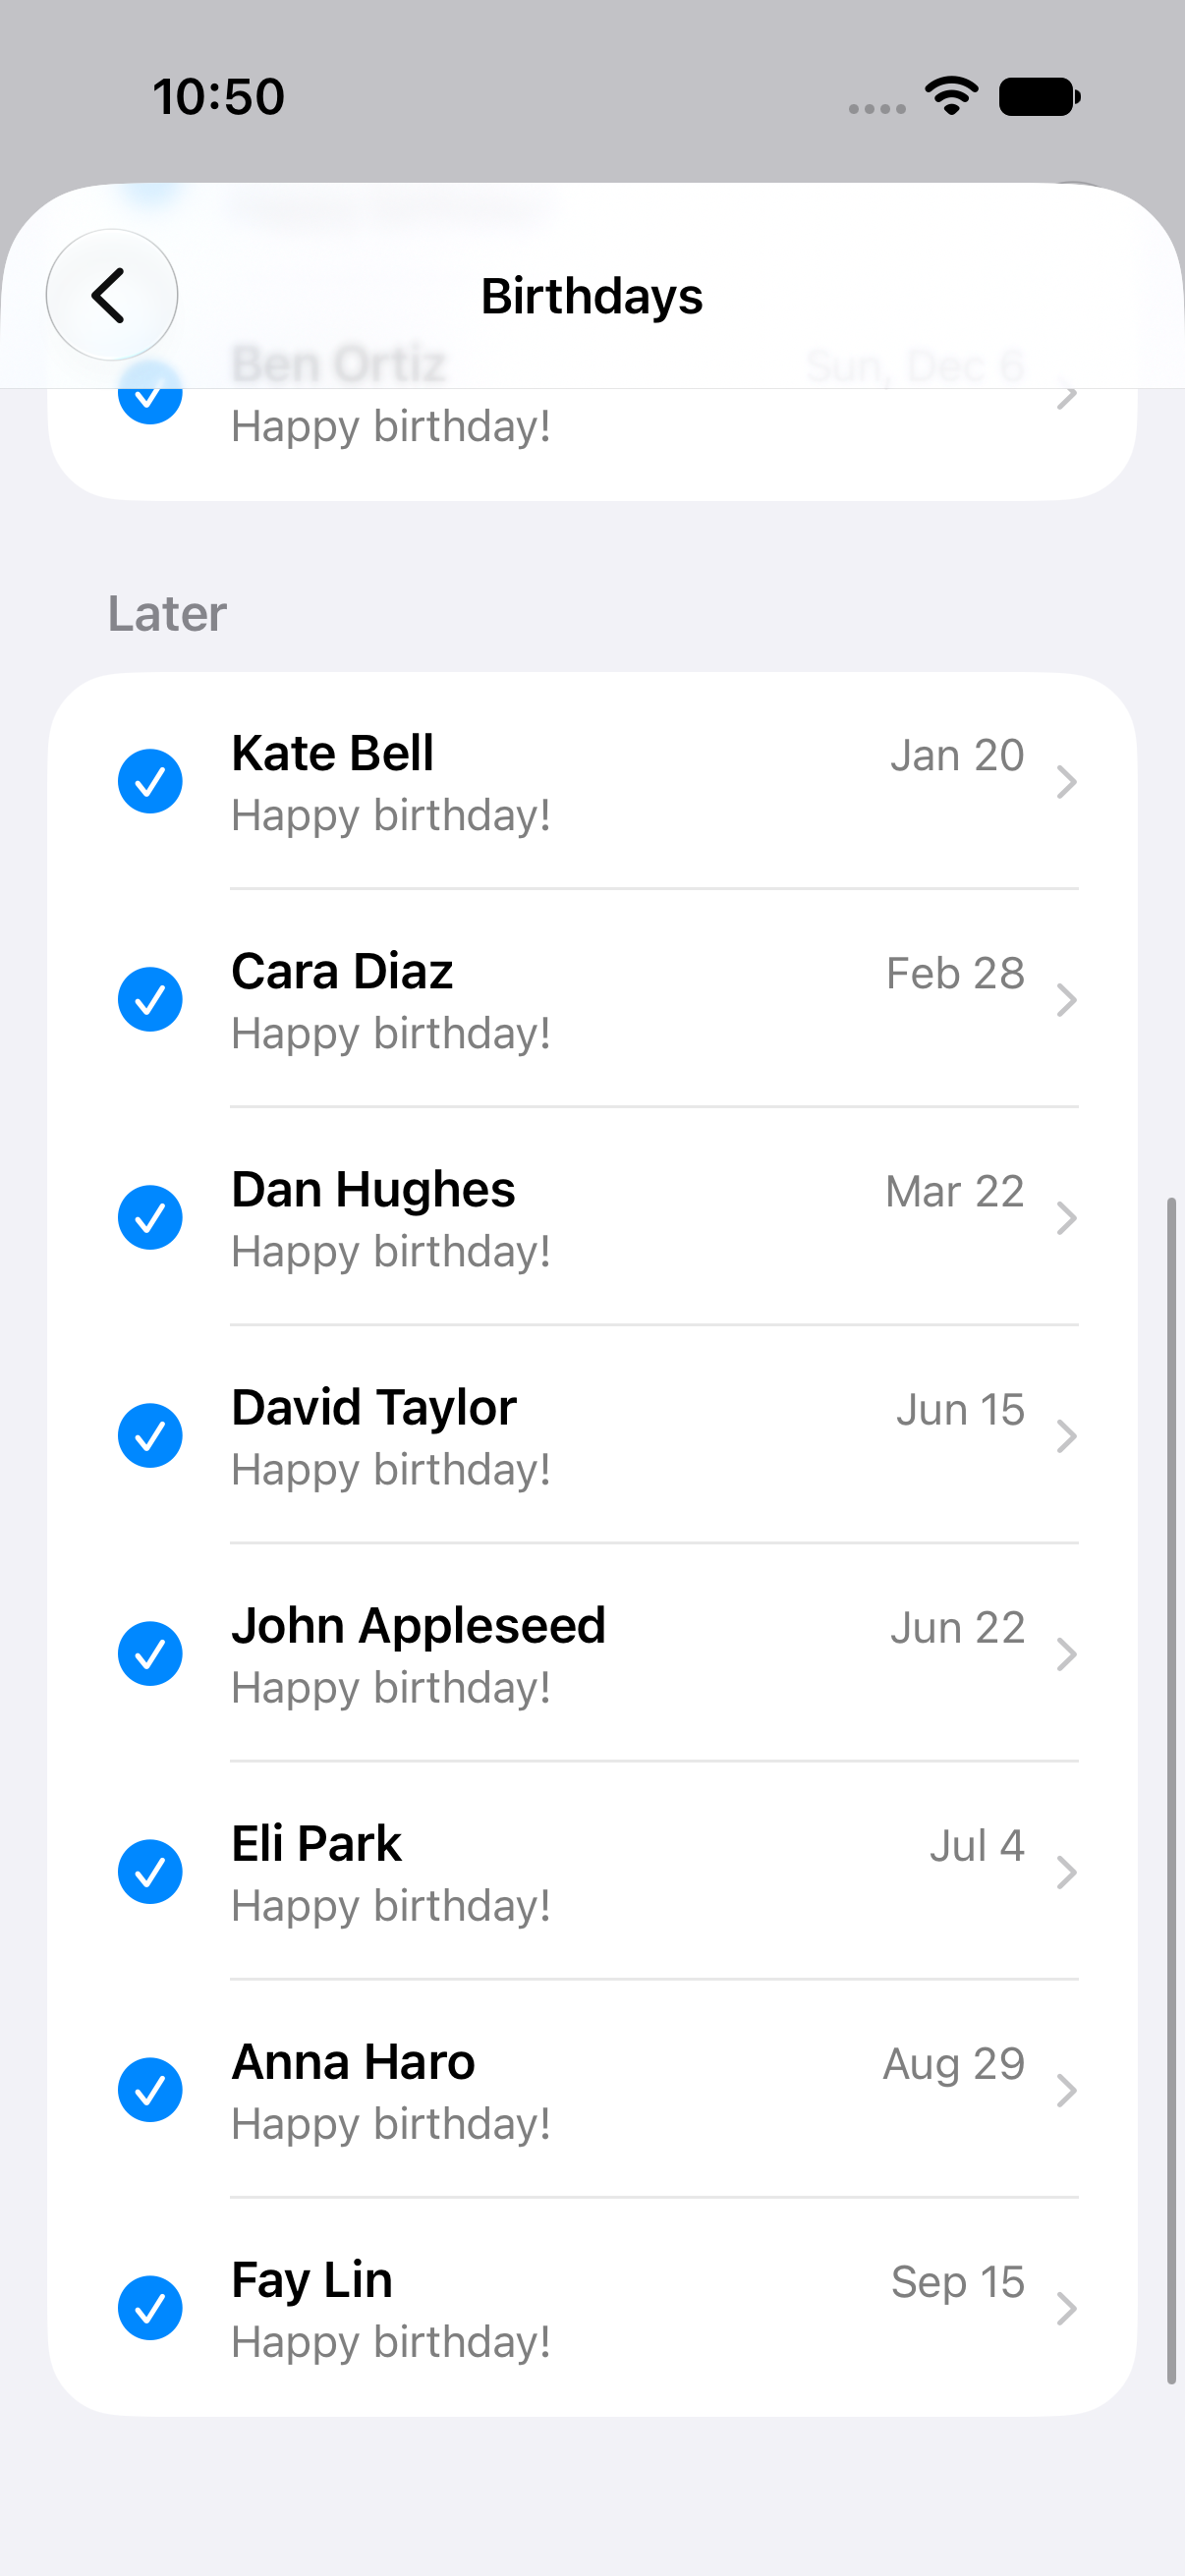 10:50
Birthdays
Ben Ortiz
Sun, Dec 6
Happy birthday!
Later
Kate Bell
Jan 20
Happy birthday!
Cara Diaz
Feb 28
Happy birthday!
Dan Hughes
Mar 22
Happy birthday!
David Taylor
Jun 15
Happy birthday!
John Appleseed
Jun 22
Happy birthday!
Eli Park
Jul 4
Happy birthday!
Anna Haro
Aug 29
Happy birthday!
Fay Lin
Sep 15
Happy birthday!